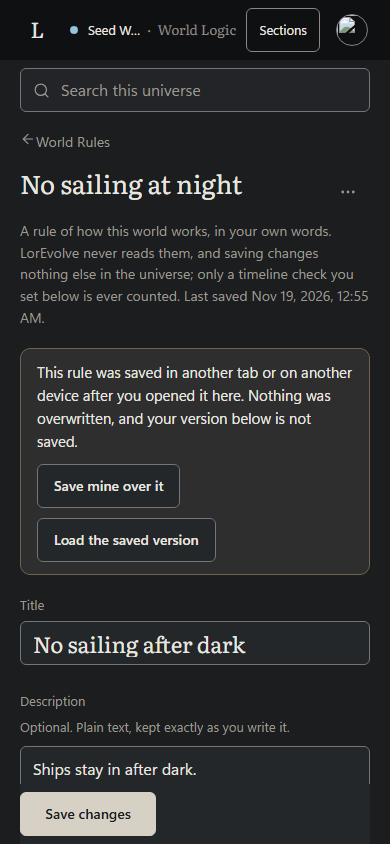 L
Seed W... · World Logic
Sections
Search this universe
World Rules
No sailing at night
...
A rule of how this world works, in your own words.
LorEvolve never reads them, and saving changes
nothing else in the universe; only a timeline check you
set below is ever counted. Last saved Nov 19, 2026, 12:55
AM.
This rule was saved in another tab or on another
device after you opened it here. Nothing was
overwritten, and your version below is not
saved.
Save mine over it
Load the saved version
Title
No sailing after dark
Description
Optional. Plain text, kept exactly as you write it.
Ships stay in after dark.
Save changes